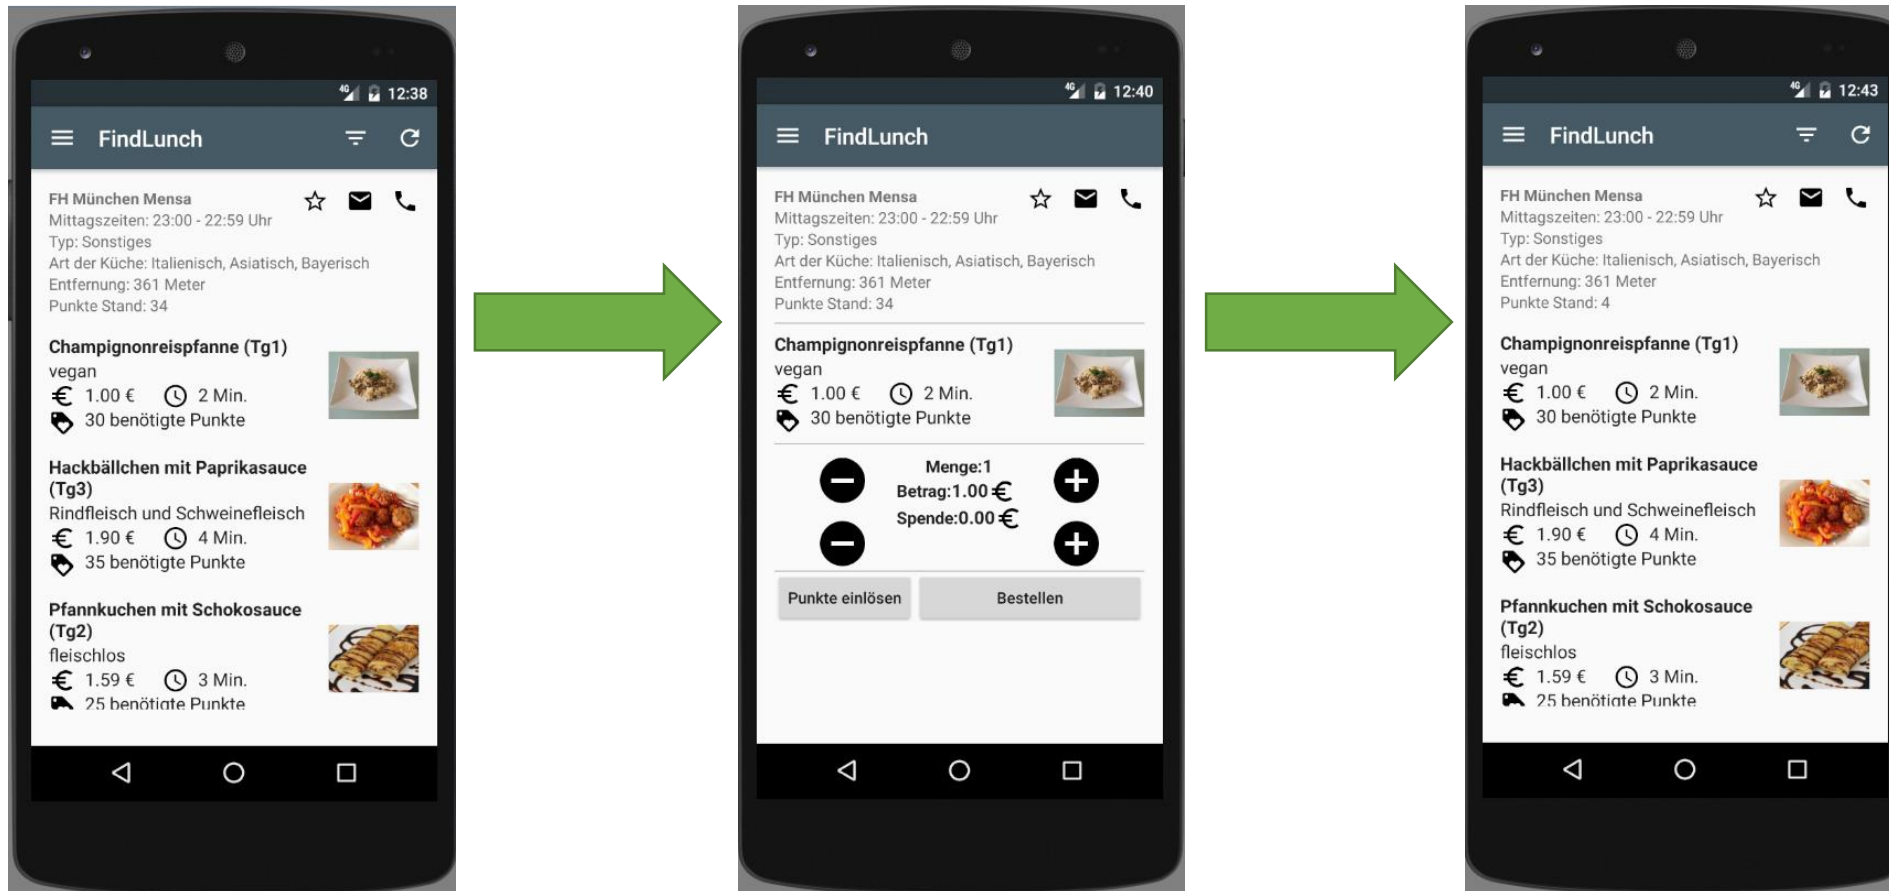 4G 12:38
FindLunch
FH München Mensa
Mittagszeiten: 23:00 - 22:59 Uhr
Typ: Sonstiges
Art der Küche: Italienisch, Asiatisch, Bayerisch
Entfernung: 361 Meter
Punkte Stand: 34
Champignonreispfanne (Tg1)
vegan
€ 1.00 € 2 Min.
30 benötigte Punkte
Hackbällchen mit Paprikasauce
(Tg3)
Rindfleisch und Schweinefleisch
€ 1.90 € 4 Min.
35 benötigte Punkte
Pfannkuchen mit Schokosauce
(Tg2)
fleischlos
€ 1.59 € 3 Min.
25 benötigte Punkte
4G 12:40
FindLunch
FH München Mensa
Mittagszeiten: 23:00 - 22:59 Uhr
Typ: Sonstiges
Art der Küche: Italienisch, Asiatisch, Bayerisch
Entfernung: 361 Meter
Punkte Stand: 34
Champignonreispfanne (Tg1)
vegan
€ 1.00 € 2 Min.
30 benötigte Punkte
Menge:1
Betrag:1.00 €
Spende:0.00 €
Punkte einlösen Bestellen
4G 12:43
FindLunch
FH München Mensa
Mittagszeiten: 23:00 - 22:59 Uhr
Typ: Sonstiges
Art der Küche: Italienisch, Asiatisch, Bayerisch
Entfernung: 361 Meter
Punkte Stand: 4
Champignonreispfanne (Tg1)
vegan
€ 1.00 € 2 Min.
30 benötigte Punkte
Hackbällchen mit Paprikasauce
(Tg3)
Rindfleisch und Schweinefleisch
€ 1.90 € 4 Min.
35 benötigte Punkte
Pfannkuchen mit Schokosauce
(Tg2)
fleischlos
€ 1.59 € 3 Min.
25 benötigte Punkte